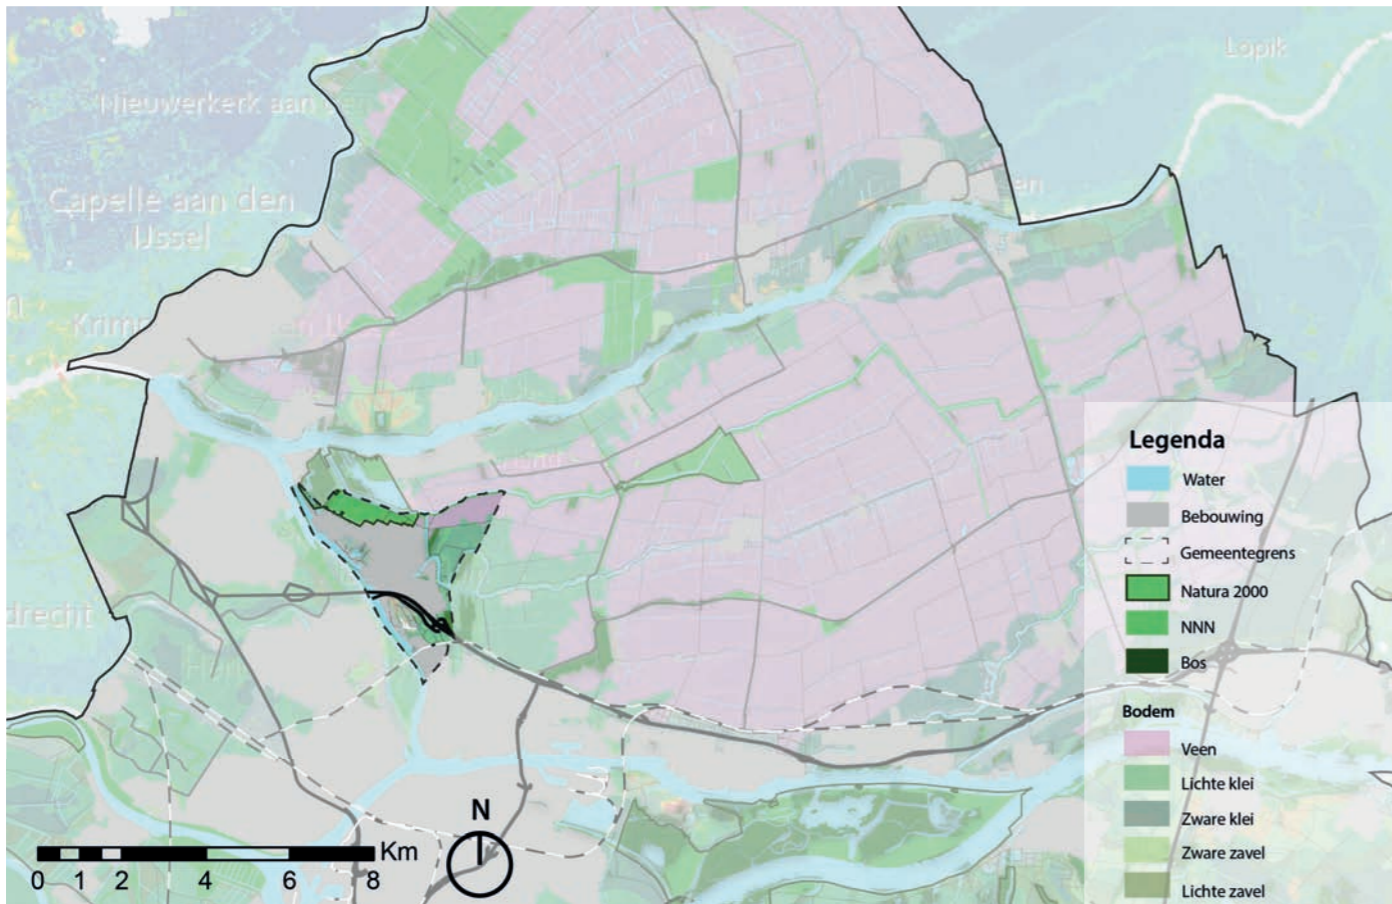 Lopik
Nieuwerkerk aan den
Capelle aan den
IJssel
drecht
Legenda
Water
Bebouwing
Gemeentegrens
Natura 2000
NNN
Bos
Bodem
Veen
Lichte klei
Zware klei
Zware zavel
Lichte zavel
N
Km
0 1 2 4 6 8